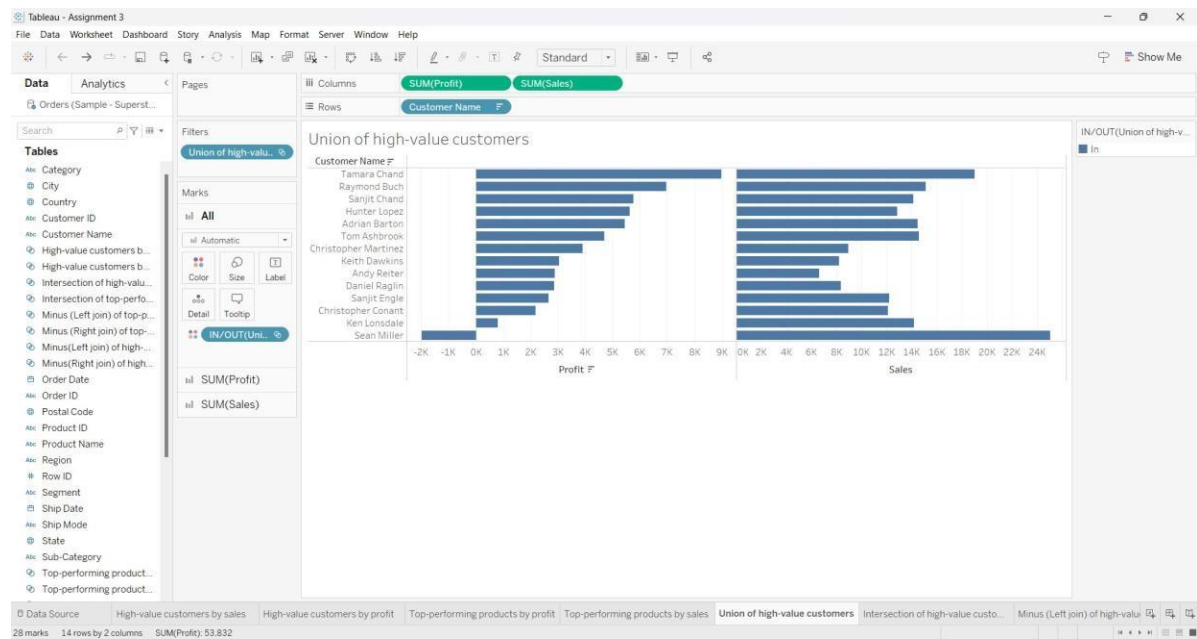 Tableau - Assignment 3
File Data Worksheet Dashboard Story Analysis Map Format Server Window Help
Standard
Show Me
Data Analytics
Orders (Sample - Superst...
Search
Tables
Abc Category
City
Country
Abc Customer ID
Abc Customer Name
High-value customers b...
High-value customers b...
Intersection of high-valu...
Intersection of top-perfo...
Minus (Left join) of top-p...
Minus (Right join) of top-...
Minus(Left join) of high-...
Minus(Right join) of high...
Order Date
Abc Order ID
Postal Code
Abc Product ID
Abc Product Name
Abc Region
# Row ID
Abc Segment
Ship Date
Abc Ship Mode
State
Abc Sub-Category
Top-performing product...
Top-performing product...
Pages
Filters
Union of high-valu..
Marks
All
Automatic
Color Size Label
Detail Tooltip
IN/OUT(Uni..
SUM(Profit)
SUM(Sales)
Columns SUM(Profit) SUM(Sales)
Rows Customer Name
Union of high-value customers
Customer Name
Tamara Chand
Raymond Buch
Sanjit Chand
Hunter Lopez
Adrian Barton
Tom Ashbrook
Christopher Martinez
Keith Dawkins
Andy Reiter
Daniel Raglin
Sanjit Engle
Christopher Conant
Ken Lonsdale
Sean Miller
-2K -1K 0K 1K 2K 3K 4K 5K 6K 7K 8K 9K 0K 2K 4K 6K 8K 10K 12K 14K 16K 18K 20K 22K 24K
Profit Sales
IN/OUT(Union of high-v...
In
Data Source High-value customers by sales High-value customers by profit Top-performing products by profit Top-performing products by sales Union of high-value customers Intersection of high-value custo... Minus (Left join) of high-valu
28 marks 14 rows by 2 columns SUM(Profit): 53,832